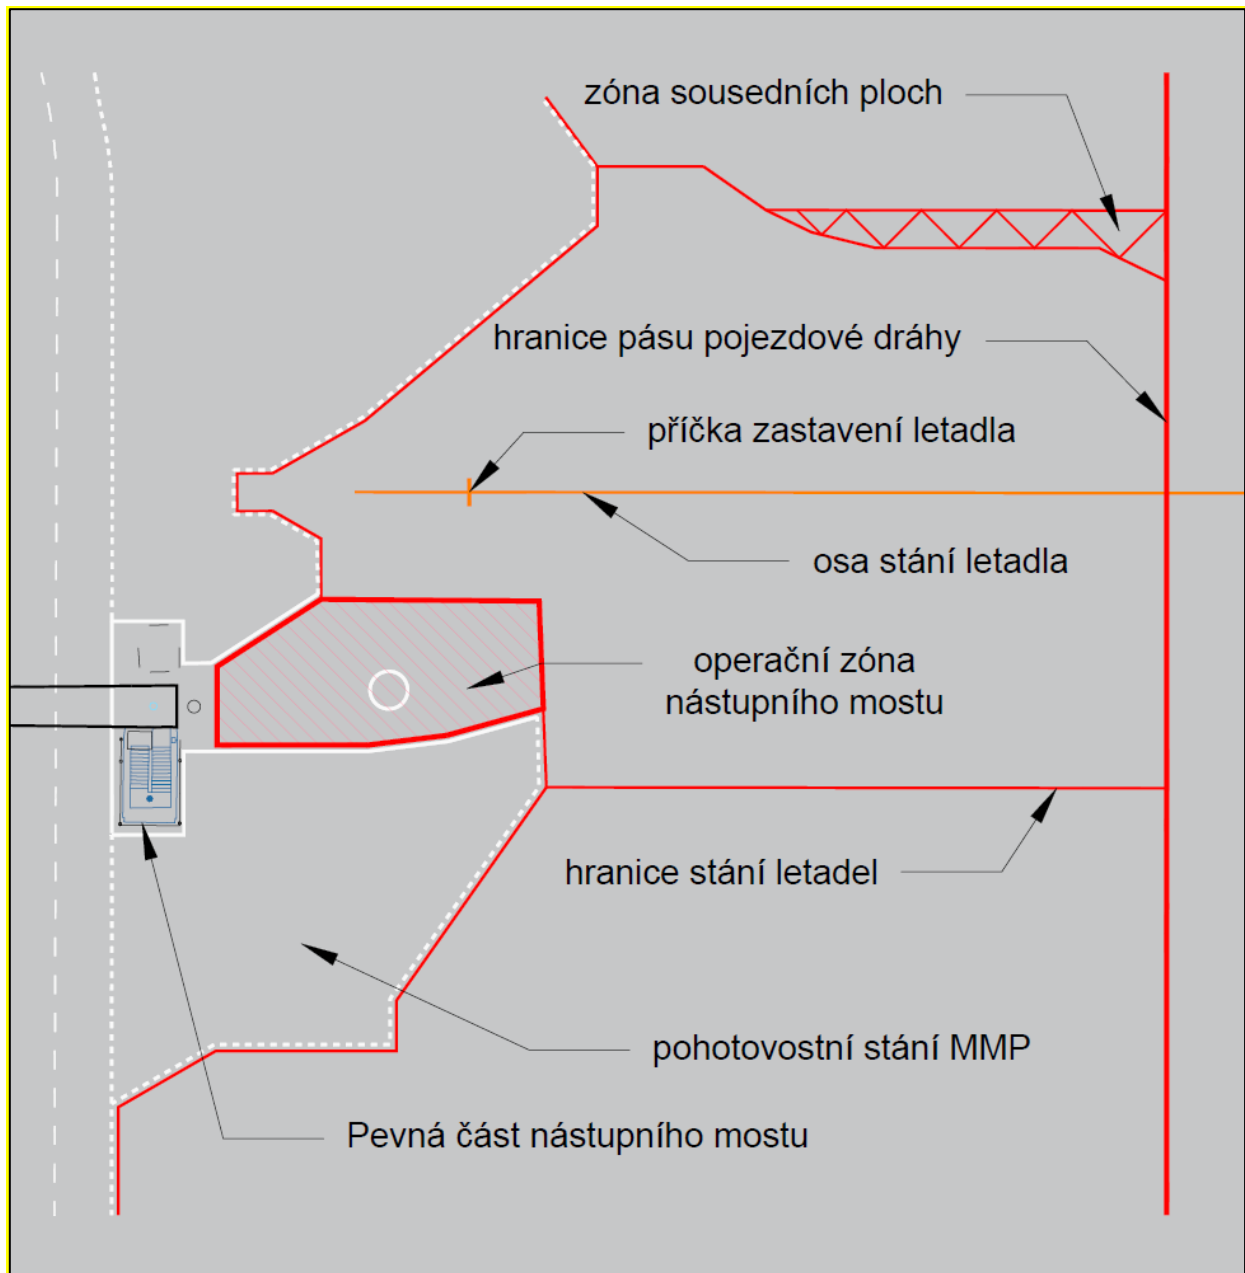 zóna sousedních ploch
hranice pásu pojezdové dráhy
příčka zastavení letadla
osa stání letadla
operační zóna
nástupního mostu
hranice stání letadel
pohotovostní stání MMP
Pevná část nástupního mostu